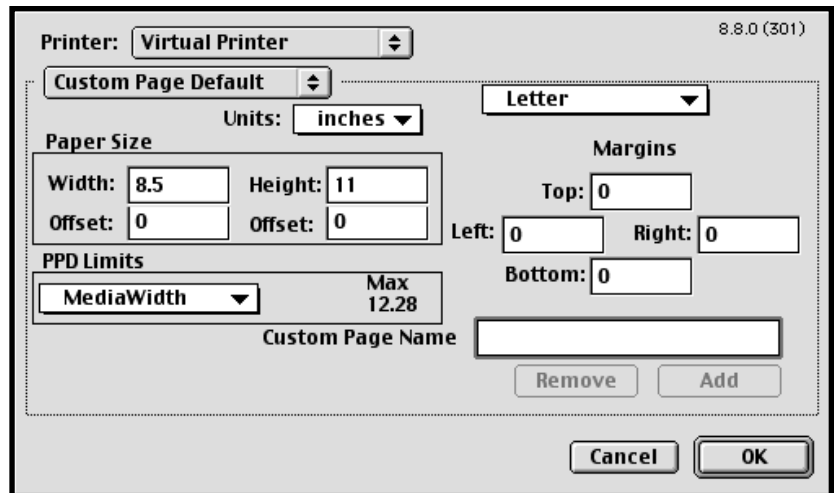 8.8.0 (301)
Printer: Virtual Printer
Custom Page Default
Letter
Units: inches
Paper Size
Width: 8.5 Height: 11
Offset: 0 Offset: 0
Margins
Top: 0
Left: 0 Right: 0
Bottom: 0
PPD Limits
MediaWidth
Max
12.28
Custom Page Name
Remove Add
Cancel OK